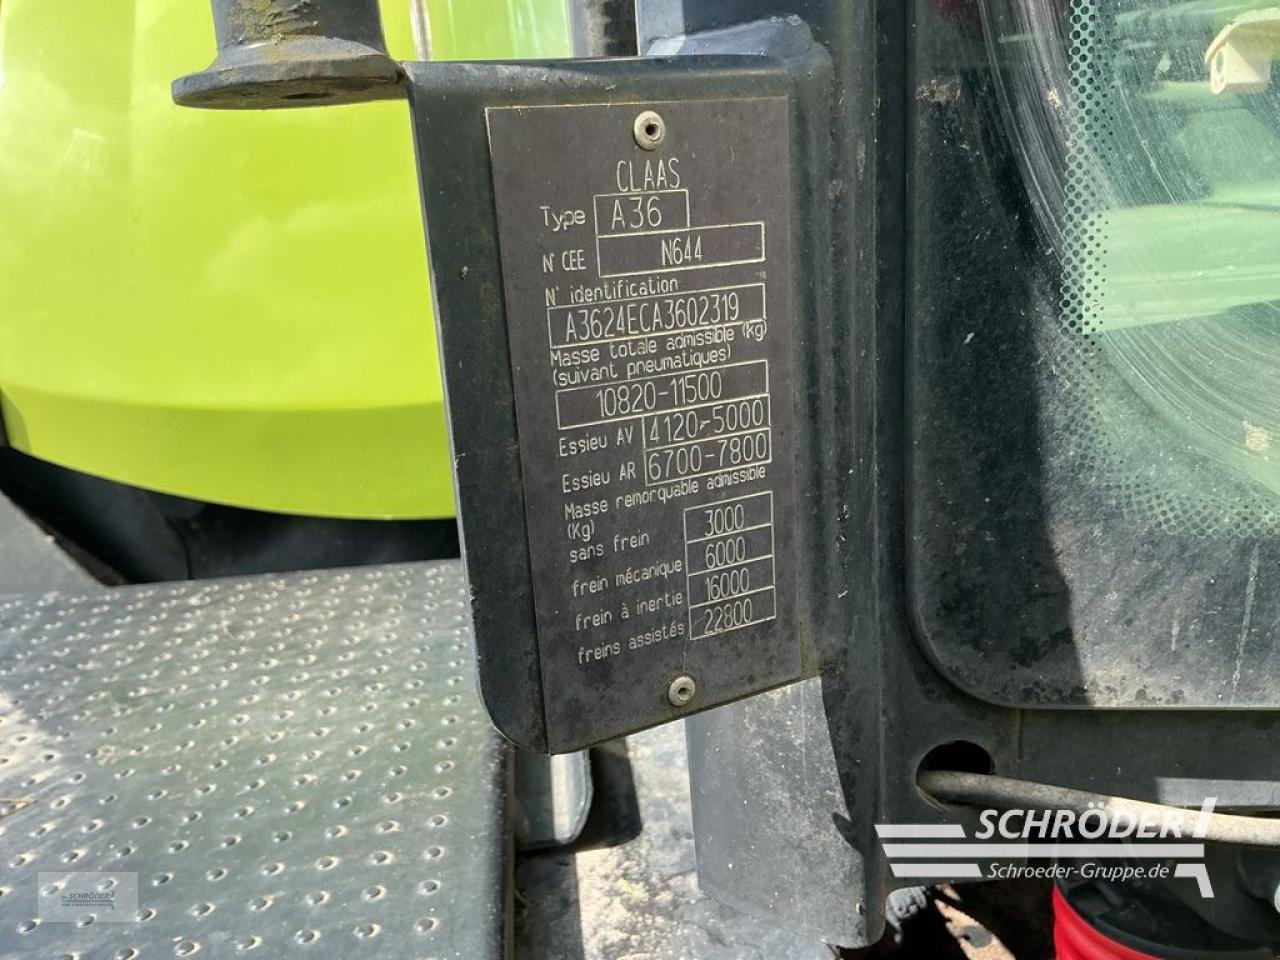 CLAAS
Type A36
N° CEE N644
N° identification
A3624ECA3602319
Masse totale admissible (kg)
(suivant pneumatiques)
10820-11500
Essieu AV 4120-5000
Essieu AR 6700-7800
Masse remorquable admissible
(Kg)
sans frein 3000
frein mécanique 6000
frein à inertie 16000
freins assistés 22800
SCHRÖDER
Schroeder-Gruppe.de
SCHRÖDER